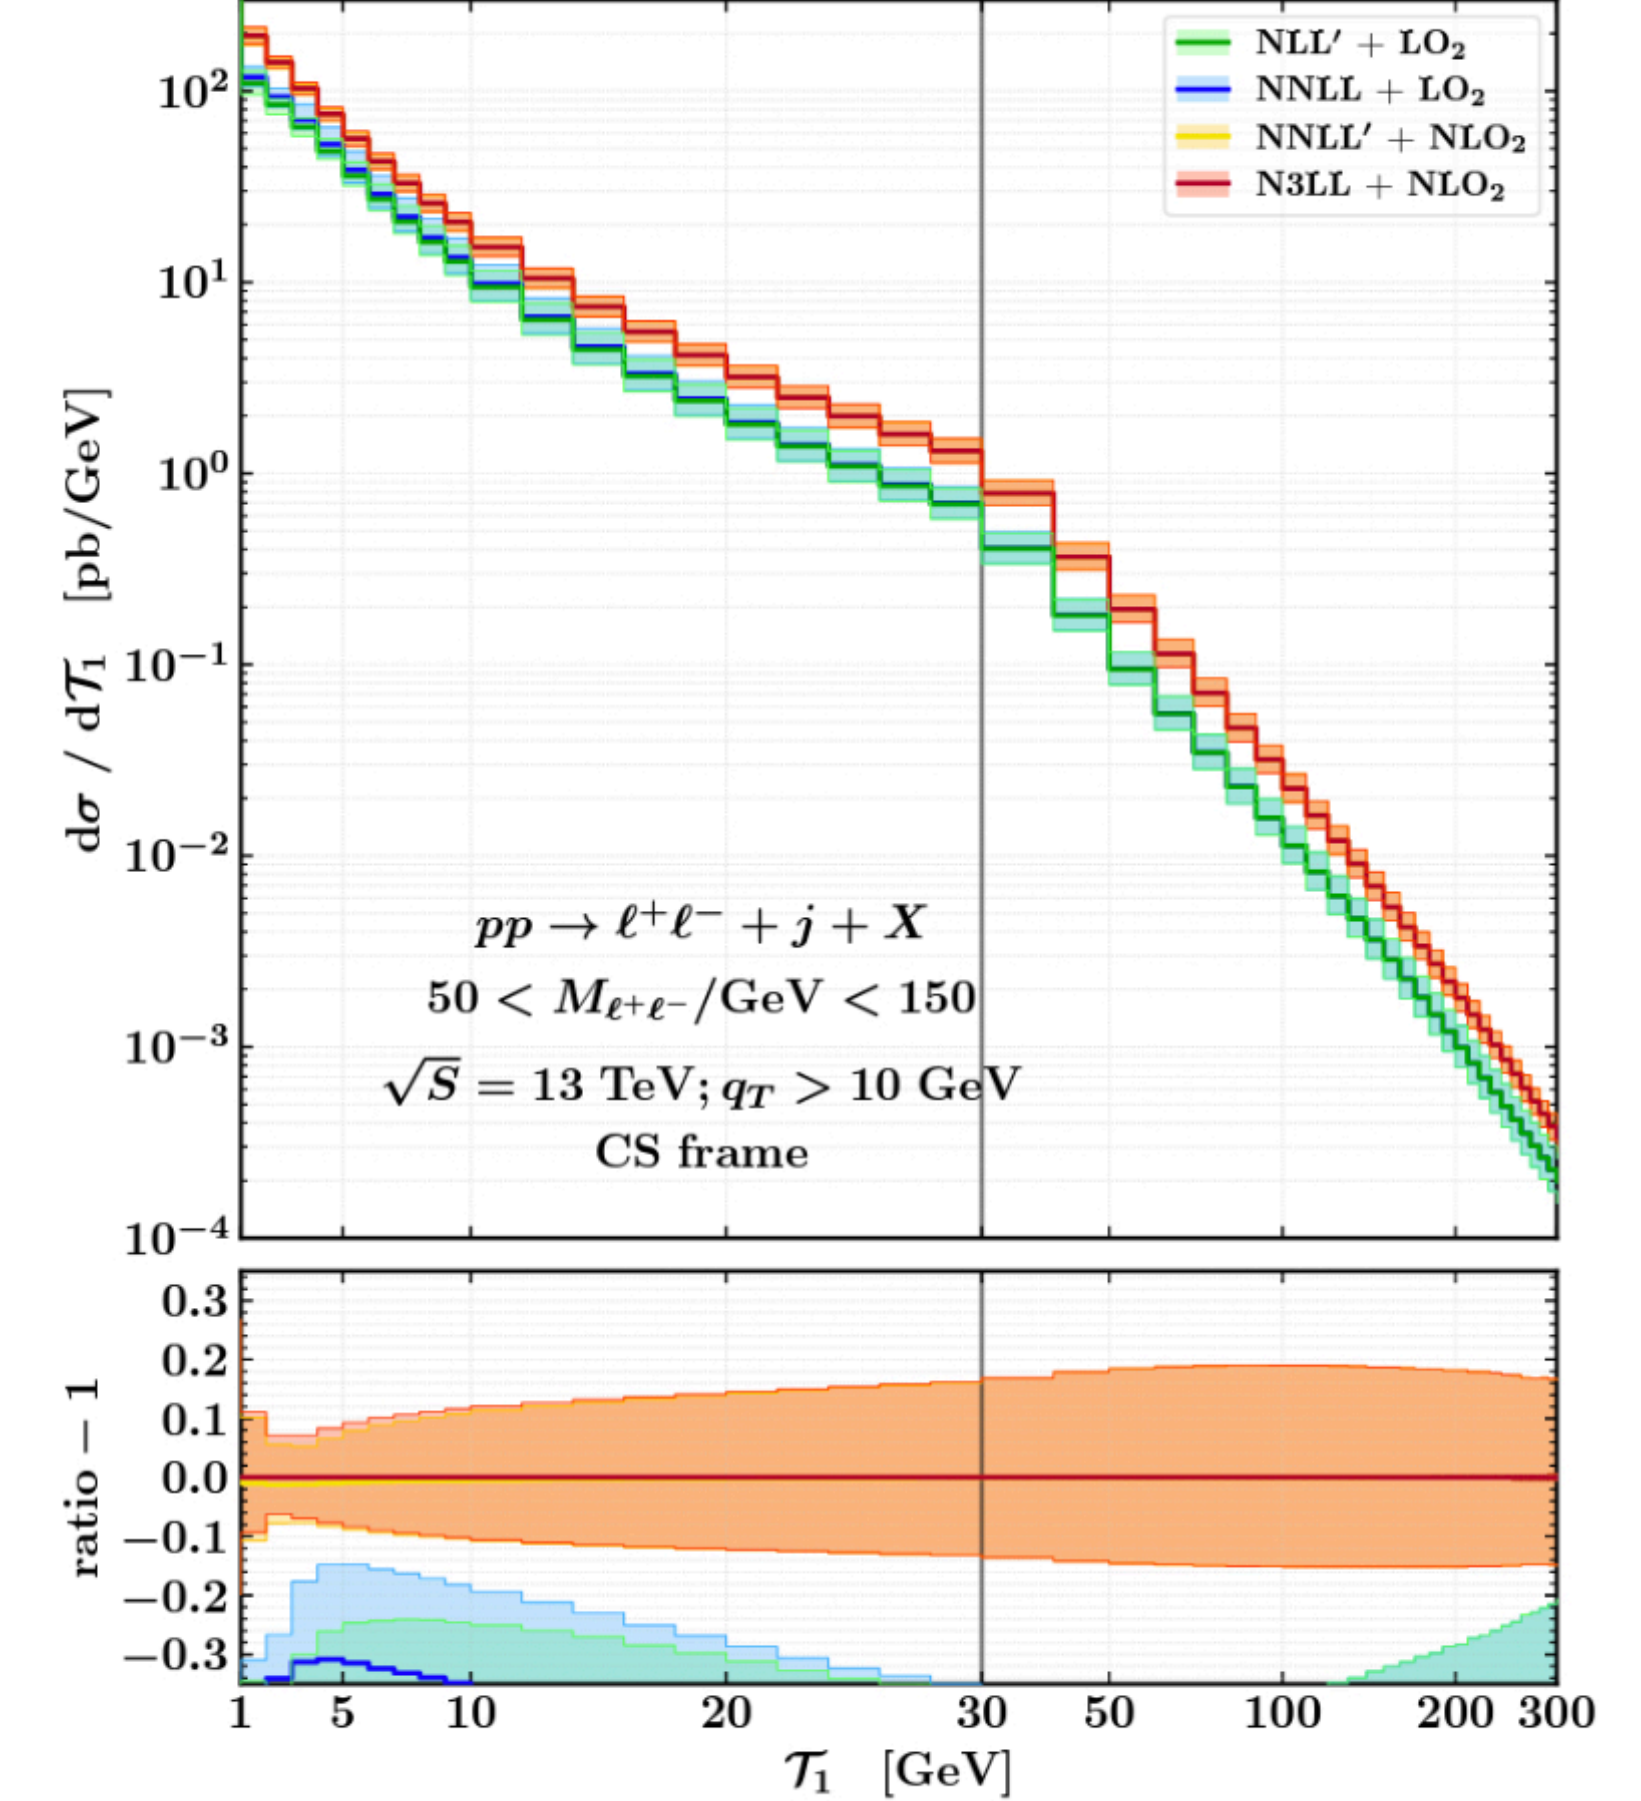 NLL′ + LO₂
NNLL + LO₂
NNLL′ + NLO₂
N3LL + NLO₂
10²
10¹
10⁰
10⁻¹
10⁻²
10⁻³
10⁻⁴
dσ / d𝒯₁ [pb/GeV]
pp → ℓ⁺ℓ⁻ + j + X
50 < M_{ℓ⁺ℓ⁻}/GeV < 150
√S = 13 TeV; q_T > 10 GeV
CS frame
0.3
0.2
0.1
0.0
−0.1
−0.2
−0.3
ratio − 1
1 5 10 20 30 50 100 200 300
𝒯₁ [GeV]